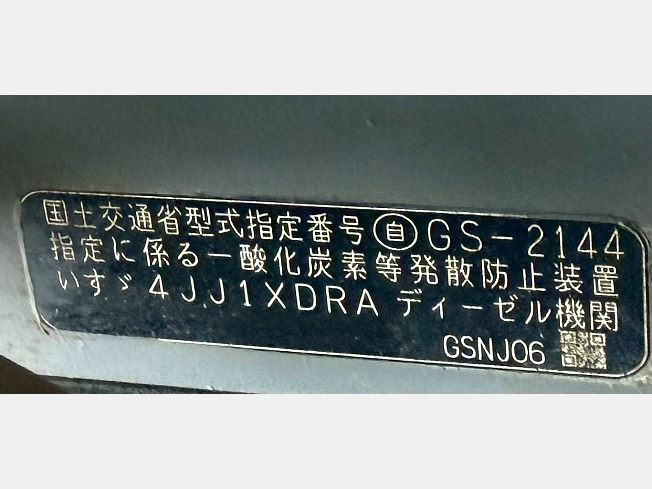 国土交通省型式指定番号 ㊀自 GS-2144
指定に係る一酸化炭素等発散防止装置
いすゞ 4JJ1XDRA ディーゼル機関
GSNJ06